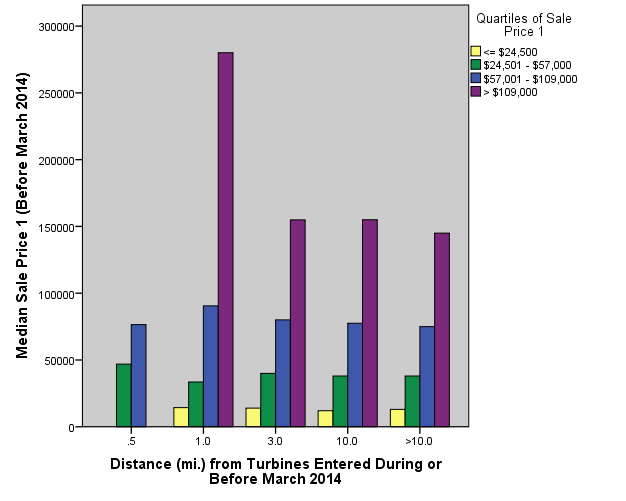 Quartiles of Sale
Price 1
<= $24,500
$24,501 - $57,000
$57,001 - $109,000
> $109,000
Median Sale Price 1 (Before March 2014)
300000
250000
200000
150000
100000
50000
0
.5
1.0
3.0
10.0
>10.0
Distance (mi.) from Turbines Entered During or
Before March 2014